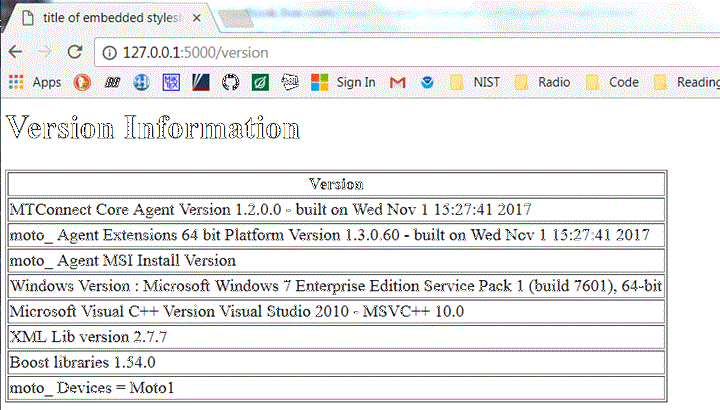 title of embedded stylesh
127.0.0.1:5000/version
Apps Sign In NIST Radio Code Reading
Version Information
Version
MTConnect Core Agent Version 1.2.0.0 - built on Wed Nov 1 15:27:41 2017
moto_ Agent Extensions 64 bit Platform Version 1.3.0.60 - built on Wed Nov 1 15:27:41 2017
moto_ Agent MSI Install Version
Windows Version : Microsoft Windows 7 Enterprise Edition Service Pack 1 (build 7601), 64-bit
Microsoft Visual C++ Version Visual Studio 2010 - MSVC++ 10.0
XML Lib version 2.7.7
Boost libraries 1.54.0
moto_ Devices = Moto1